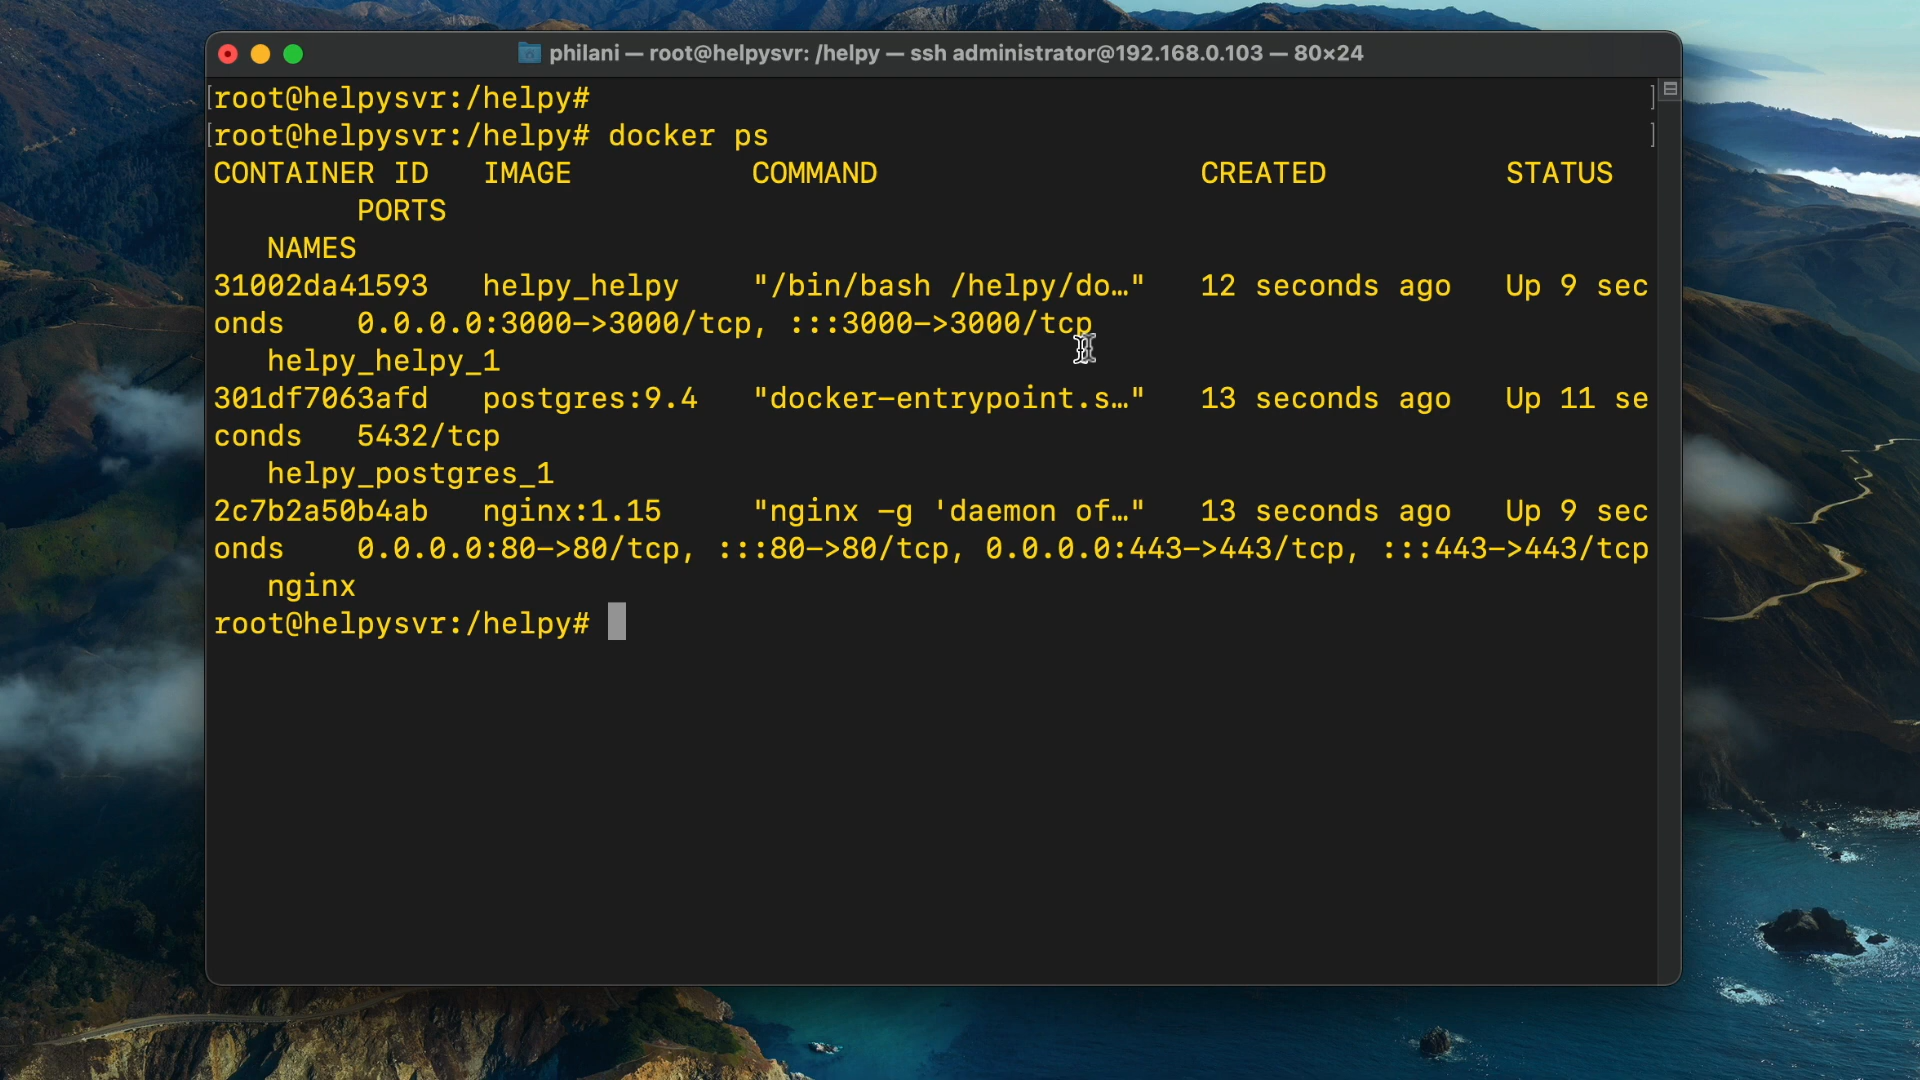 philani — root@helpysvr: /helpy — ssh administrator@192.168.0.103 — 80×24
[root@helpysvr:/helpy# ]
[root@helpysvr:/helpy# docker ps ]
CONTAINER ID   IMAGE          COMMAND                  CREATED          STATUS
        PORTS
   NAMES
31002da41593   helpy_helpy    "/bin/bash /helpy/do…"   12 seconds ago   Up 9 sec
onds    0.0.0.0:3000->3000/tcp, :::3000->3000/tcp
   helpy_helpy_1
301df7063afd   postgres:9.4   "docker-entrypoint.s…"   13 seconds ago   Up 11 se
conds   5432/tcp
   helpy_postgres_1
2c7b2a50b4ab   nginx:1.15     "nginx -g 'daemon of…"   13 seconds ago   Up 9 sec
onds    0.0.0.0:80->80/tcp, :::80->80/tcp, 0.0.0.0:443->443/tcp, :::443->443/tcp
   nginx
root@helpysvr:/helpy#